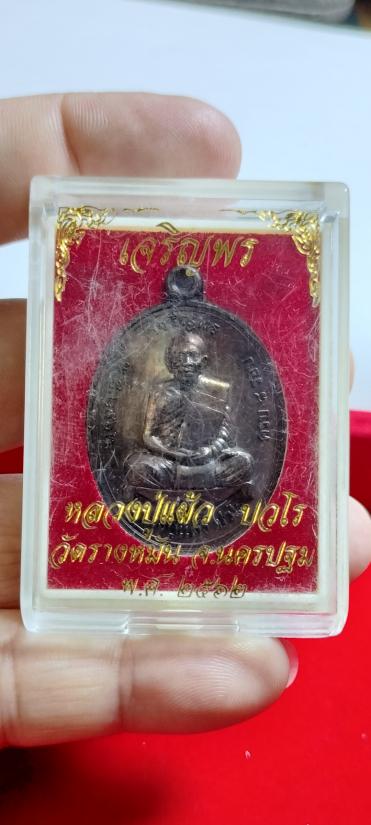 เจริญพร
หลวงปู่แผ้ว ปวโร
วัดรางหมัน จ.นครปฐม
พ.ศ. ๒๕๖๒